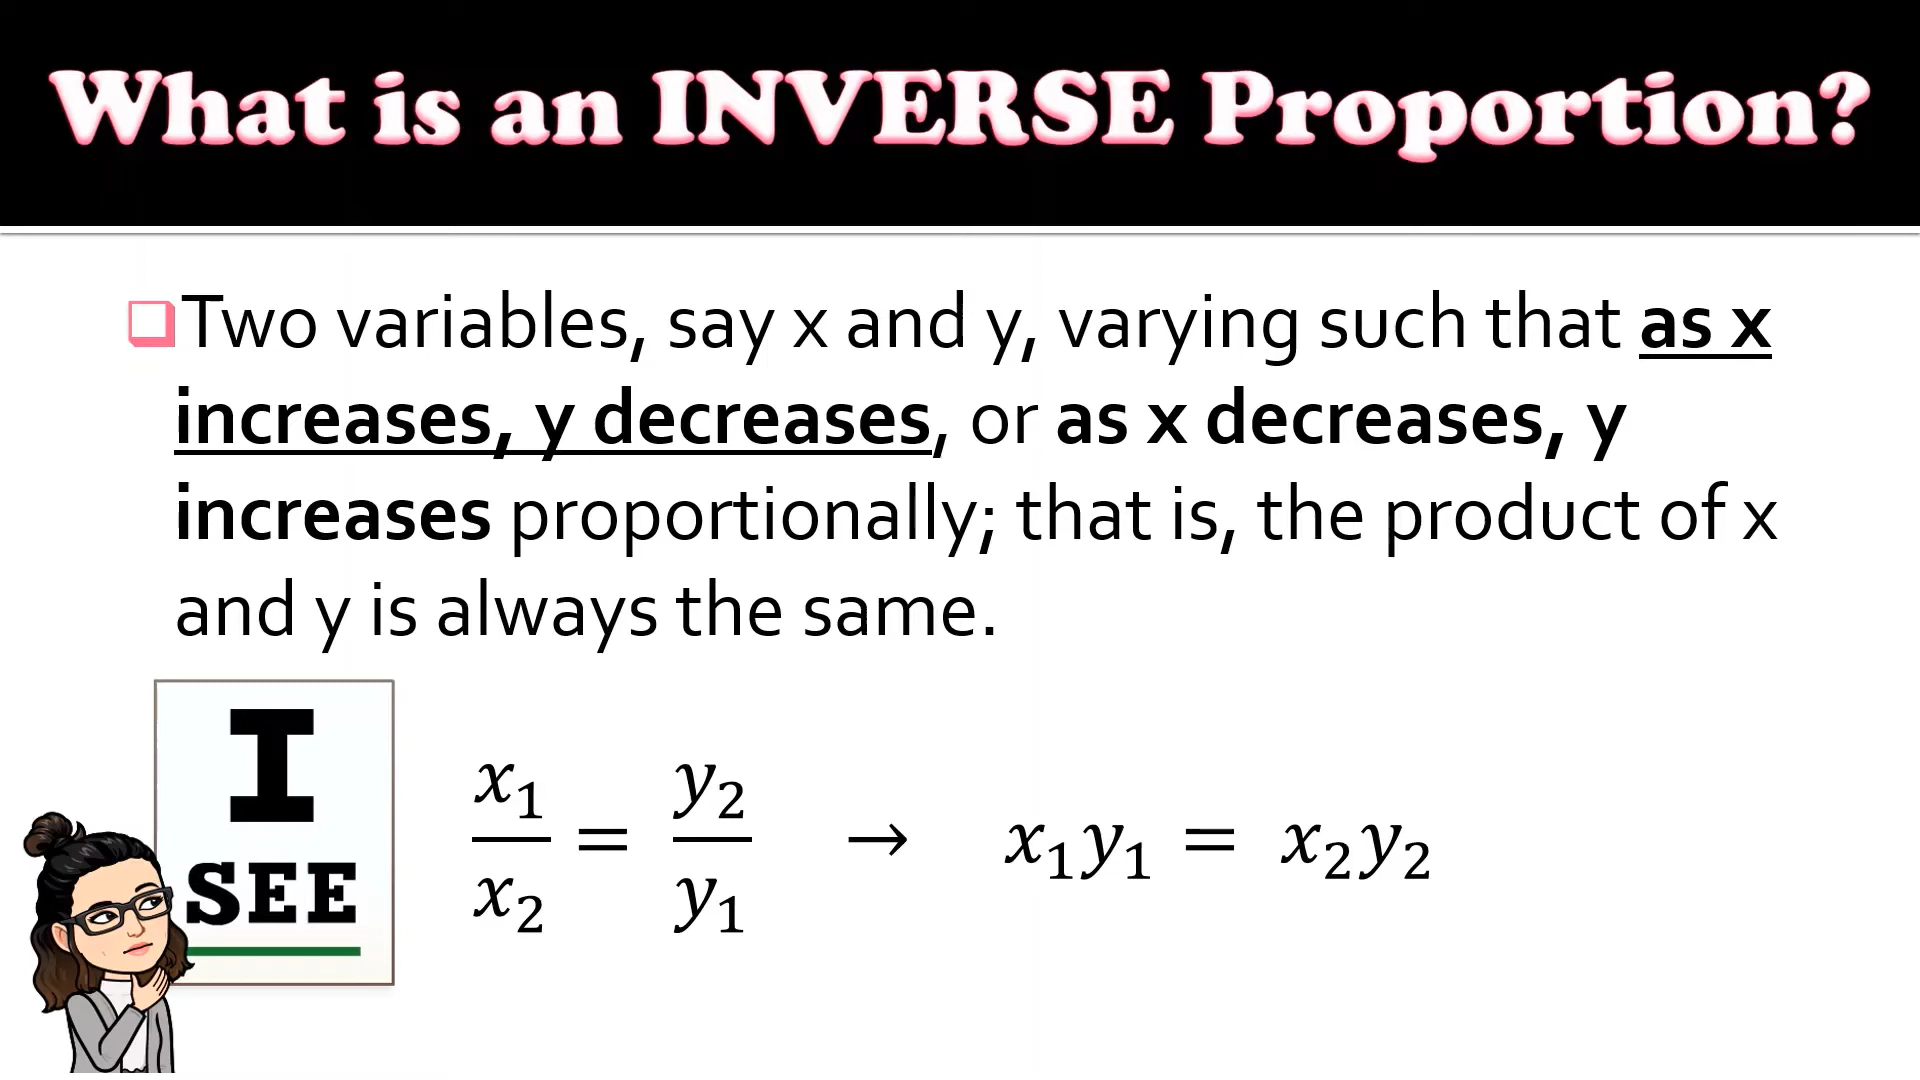 What is an INVERSE Proportion?
❑Two variables, say x and y, varying such that as x
increases, y decreases, or as x decreases, y
increases proportionally; that is, the product of x
and y is always the same.
I
SEE
x₁/x₂ = y₂/y₁ → x₁y₁ = x₂y₂